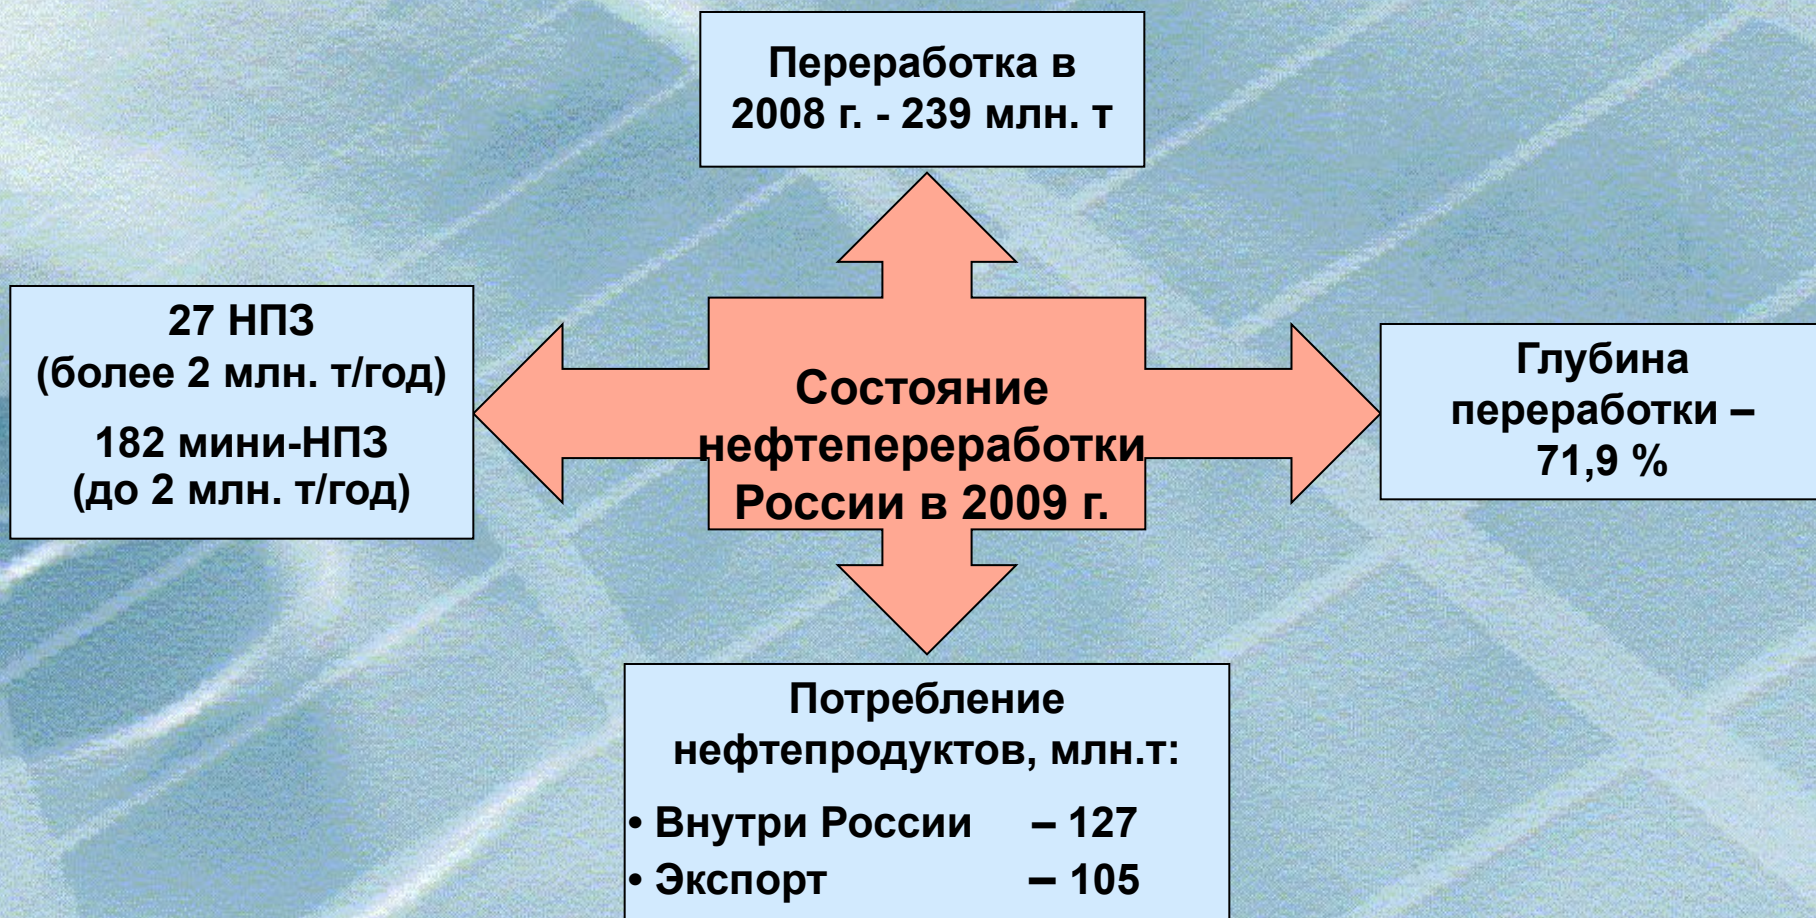 Переработка в
2008 г. - 239 млн. т
27 НПЗ
(более 2 млн. т/год)
182 мини-НПЗ
(до 2 млн. т/год)
Состояние
нефтепереработки
России в 2009 г.
Глубина
переработки –
71,9 %
Потребление
нефтепродуктов, млн.т:
• Внутри России – 127
• Экспорт – 105